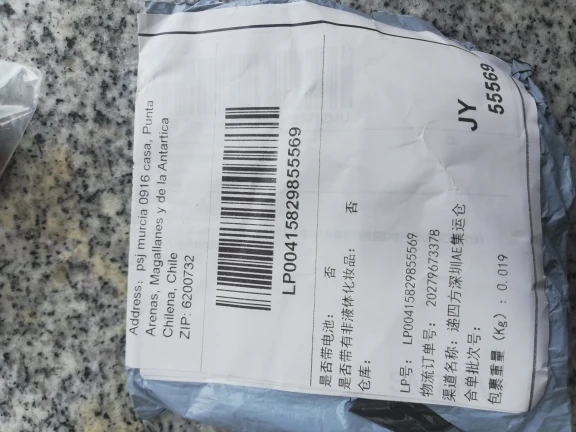 Address: psj murcia 0916 casa, Punta
Arenas, Magallanes y de la Antartica
Chilena, Chile
ZIP: 6200732
LP00415829855569
是否带电池: 否
是否带有非液体化妆品: 否
仓库:
LP号: LP00415829855569
物流订单号: 20279673378
渠道名称: 递四方深圳AE集运仓
合单批次号:
包裹重量 (Kg) : 0.019
JY
55569